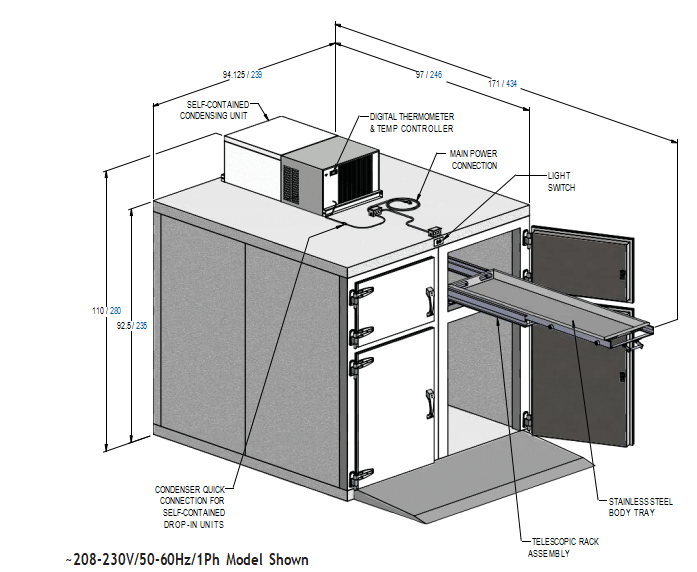 94.125 / 239
97 / 246
171 / 434
SELF-CONTAINED
CONDENSING UNIT
DIGITAL THERMOMETER
& TEMP CONTROLLER
MAIN POWER
CONNECTION
LIGHT
SWITCH
110 / 280
92.5 / 235
CONDENSER QUICK
CONNECTION FOR
SELF-CONTAINED
DROP-IN UNITS
STAINLESS STEEL
BODY TRAY
TELESCOPIC RACK
ASSEMBLY
~208-230V/50-60Hz/1Ph Model Shown